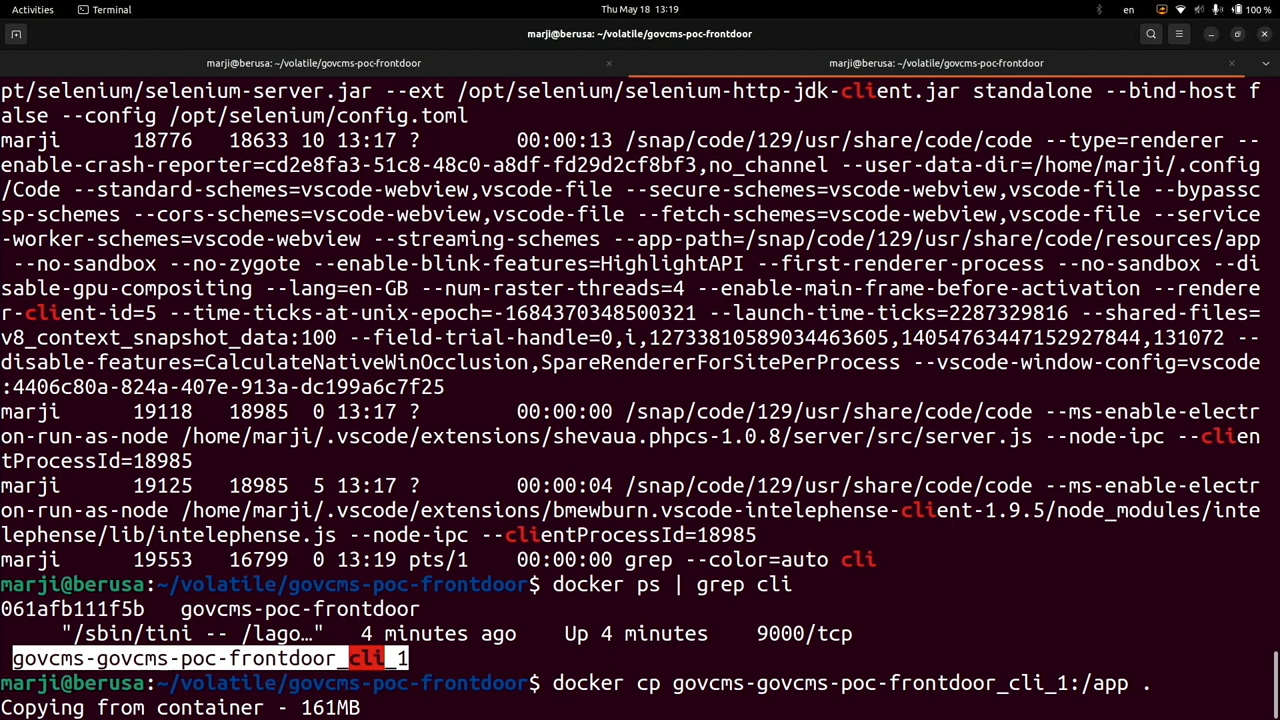 Activities Terminal Thu May 18 13:19 en 100 %
marji@berusa: ~/volatile/govcms-poc-frontdoor
marji@berusa: ~/volatile/govcms-poc-frontdoor marji@berusa: ~/volatile/govcms-poc-frontdoor
pt/selenium/selenium-server.jar --ext /opt/selenium/selenium-http-jdk-client.jar standalone --bind-host f
alse --config /opt/selenium/config.toml
marji 18776 18633 10 13:17 ? 00:00:13 /snap/code/129/usr/share/code/code --type=renderer --
enable-crash-reporter=cd2e8fa3-51c8-48c0-a8df-fd29d2cf8bf3,no_channel --user-data-dir=/home/marji/.config
/Code --standard-schemes=vscode-webview,vscode-file --secure-schemes=vscode-webview,vscode-file --bypassc
sp-schemes --cors-schemes=vscode-webview,vscode-file --fetch-schemes=vscode-webview,vscode-file --service
-worker-schemes=vscode-webview --streaming-schemes --app-path=/snap/code/129/usr/share/code/resources/app
--no-sandbox --no-zygote --enable-blink-features=HighlightAPI --first-renderer-process --no-sandbox --di
sable-gpu-compositing --lang=en-GB --num-raster-threads=4 --enable-main-frame-before-activation --rendere
r-client-id=5 --time-ticks-at-unix-epoch=-1684370348500321 --launch-time-ticks=2287329816 --shared-files=
v8_context_snapshot_data:100 --field-trial-handle=0,i,12733810589034463605,14054763447152927844,131072 --
disable-features=CalculateNativeWinOcclusion,SpareRendererForSitePerProcess --vscode-window-config=vscode
:4406c80a-824a-407e-913a-dc199a6c7f25
marji 19118 18985 0 13:17 ? 00:00:00 /snap/code/129/usr/share/code/code --ms-enable-electr
on-run-as-node /home/marji/.vscode/extensions/shevaua.phpcs-1.0.8/server/src/server.js --node-ipc --clien
tProcessId=18985
marji 19125 18985 5 13:17 ? 00:00:04 /snap/code/129/usr/share/code/code --ms-enable-electr
on-run-as-node /home/marji/.vscode/extensions/bmewburn.vscode-intelephense-client-1.9.5/node_modules/inte
lephense/lib/intelephense.js --node-ipc --clientProcessId=18985
marji 19553 16799 0 13:19 pts/1 00:00:00 grep --color=auto cli
marji@berusa:~/volatile/govcms-poc-frontdoor$ docker ps | grep cli
061afb111f5b govcms-poc-frontdoor
"/sbin/tini -- /lago…" 4 minutes ago Up 4 minutes 9000/tcp
govcms-govcms-poc-frontdoor_cli_1
marji@berusa:~/volatile/govcms-poc-frontdoor$ docker cp govcms-govcms-poc-frontdoor_cli_1:/app .
Copying from container - 161MB